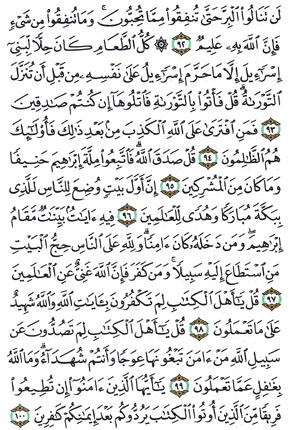 لَن تَنَالُوا۟ ٱلْبِرَّ حَتَّىٰ تُنفِقُوا۟ مِمَّا تُحِبُّونَ ۚ وَمَا تُنفِقُوا۟ مِن شَىْءٍ
فَإِنَّ ٱللَّهَ بِهِۦ عَلِيمٌ ٩٢ ۞ كُلُّ ٱلطَّعَامِ كَانَ حِلًّا لِّبَنِىٓ
إِسْرَٰٓءِيلَ إِلَّا مَا حَرَّمَ إِسْرَٰٓءِيلُ عَلَىٰ نَفْسِهِۦ مِن قَبْلِ أَن تُنَزَّلَ
ٱلتَّوْرَىٰةُ ۗ قُلْ فَأْتُوا۟ بِٱلتَّوْرَىٰةِ فَٱتْلُوهَآ إِن كُنتُمْ صَٰدِقِينَ
٩٣ فَمَنِ ٱفْتَرَىٰ عَلَى ٱللَّهِ ٱلْكَذِبَ مِنۢ بَعْدِ ذَٰلِكَ فَأُو۟لَٰٓئِكَ
هُمُ ٱلظَّٰلِمُونَ ٩٤ قُلْ صَدَقَ ٱللَّهُ ۗ فَٱتَّبِعُوا۟ مِلَّةَ إِبْرَٰهِيمَ حَنِيفًا
وَمَا كَانَ مِنَ ٱلْمُشْرِكِينَ ٩٥ إِنَّ أَوَّلَ بَيْتٍ وُضِعَ لِلنَّاسِ لَلَّذِى
بِبَكَّةَ مُبَارَكًا وَهُدًى لِّلْعَٰلَمِينَ ٩٦ فِيهِ ءَايَٰتٌۢ بَيِّنَٰتٌ مَّقَامُ
إِبْرَٰهِيمَ ۖ وَمَن دَخَلَهُۥ كَانَ ءَامِنًا ۗ وَلِلَّهِ عَلَى ٱلنَّاسِ حِجُّ ٱلْبَيْتِ
مَنِ ٱسْتَطَاعَ إِلَيْهِ سَبِيلًا ۚ وَمَن كَفَرَ فَإِنَّ ٱللَّهَ غَنِىٌّ عَنِ ٱلْعَٰلَمِينَ
٩٧ قُلْ يَٰٓأَهْلَ ٱلْكِتَٰبِ لِمَ تَكْفُرُونَ بِـَٔايَٰتِ ٱللَّهِ وَٱللَّهُ شَهِيدٌ
عَلَىٰ مَا تَعْمَلُونَ ٩٨ قُلْ يَٰٓأَهْلَ ٱلْكِتَٰبِ لِمَ تَصُدُّونَ عَن
سَبِيلِ ٱللَّهِ مَنْ ءَامَنَ تَبْغُونَهَا عِوَجًا وَأَنتُمْ شُهَدَآءُ ۗ وَمَا ٱللَّهُ
بِغَٰفِلٍ عَمَّا تَعْمَلُونَ ٩٩ يَٰٓأَيُّهَا ٱلَّذِينَ ءَامَنُوٓا۟ إِن تُطِيعُوا۟
فَرِيقًا مِّنَ ٱلَّذِينَ أُوتُوا۟ ٱلْكِتَٰبَ يَرُدُّوكُم بَعْدَ إِيمَٰنِكُمْ كَٰفِرِينَ ١٠٠